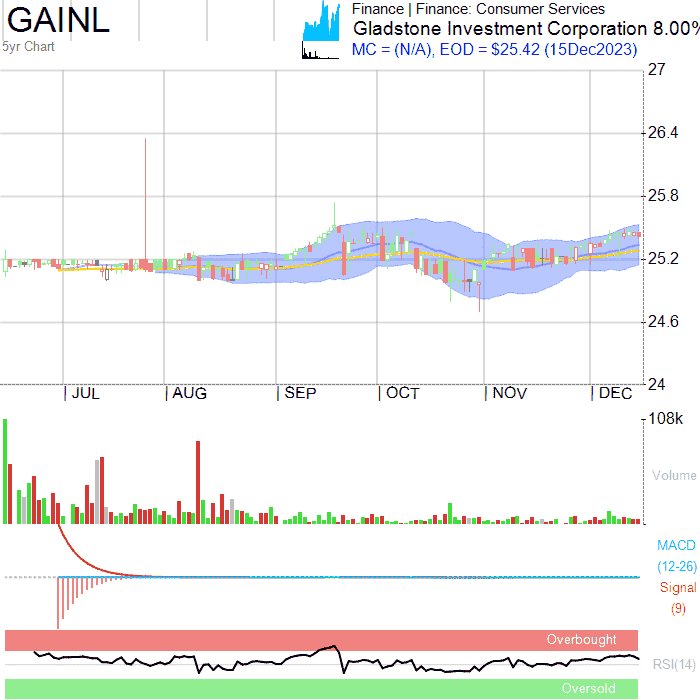 GAINL
5yr Chart
Finance | Finance: Consumer Services
Gladstone Investment Corporation 8.00%
MC = (N/A), EOD = $25.42 (15Dec2023)
27
26.4
25.8
25.2
24.6
24
JUL AUG SEP OCT NOV DEC
108k
Volume
MACD
(12-26)
Signal
(9)
Overbought
RSI(14)
Oversold